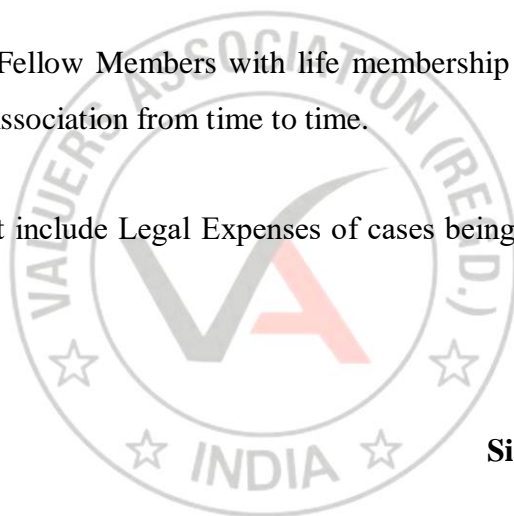 Fellow Members with life membership
ssociation from time to time.
t include Legal Expenses of cases being
VALUERS ASSOCIATION (REGD.)
VA
INDIA
Si